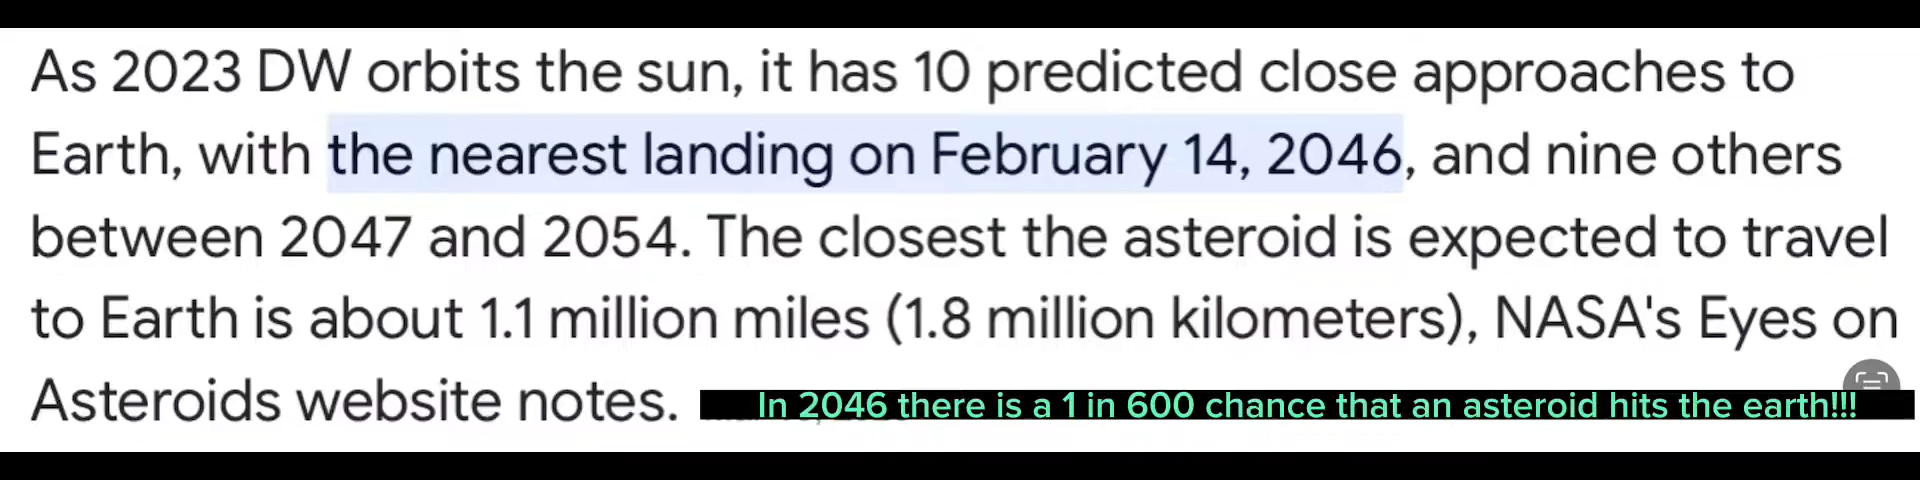 As 2023 DW orbits the sun, it has 10 predicted close approaches to
Earth, with the nearest landing on February 14, 2046, and nine others
between 2047 and 2054. The closest the asteroid is expected to travel
to Earth is about 1.1 million miles (1.8 million kilometers), NASA's Eyes on
Asteroids website notes.
In 2046 there is a 1 in 600 chance that an asteroid hits the earth!!!